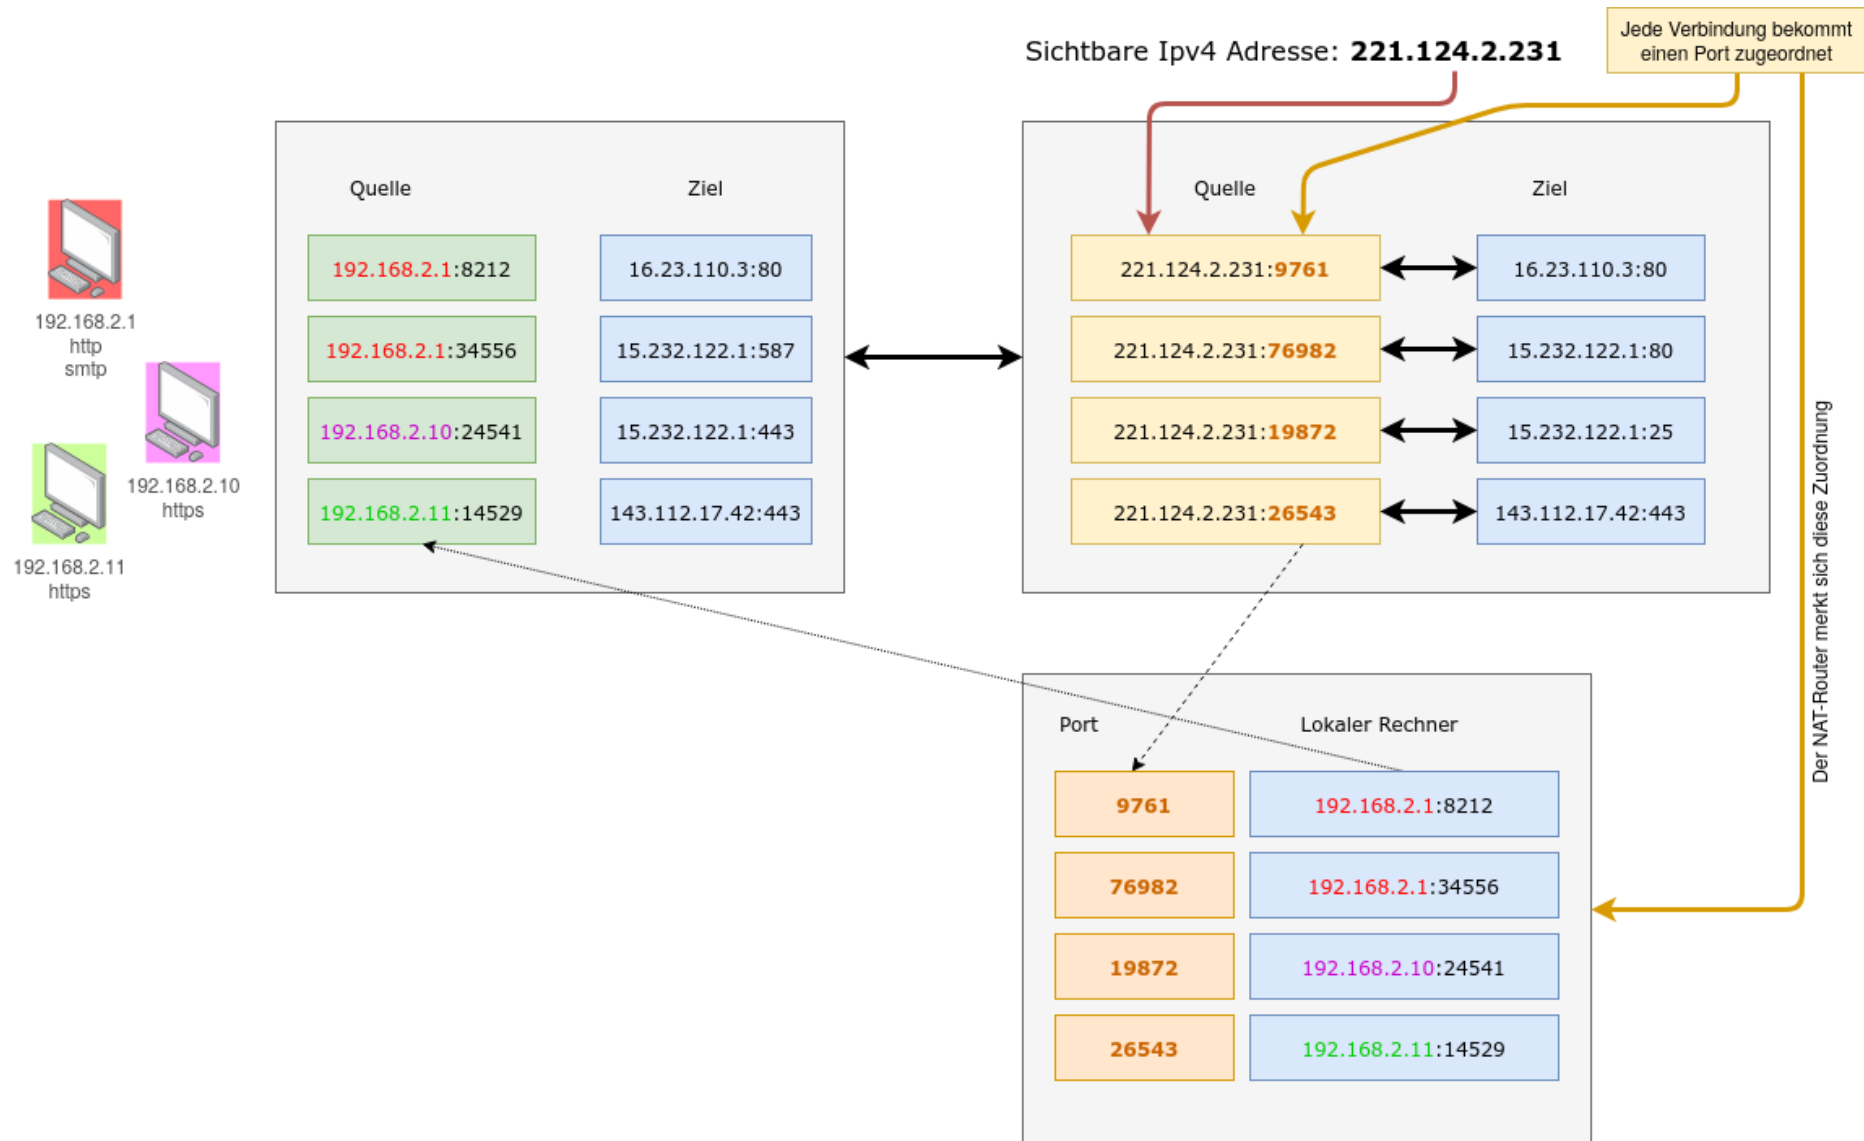 Sichtbare Ipv4 Adresse: 221.124.2.231
Jede Verbindung bekommt
einen Port zugeordnet
192.168.2.1
http
smtp
192.168.2.10
https
192.168.2.11
https
Quelle
Ziel
192.168.2.1:8212
16.23.110.3:80
192.168.2.1:34556
15.232.122.1:587
192.168.2.10:24541
15.232.122.1:443
192.168.2.11:14529
143.112.17.42:443
Quelle
Ziel
221.124.2.231:9761
16.23.110.3:80
221.124.2.231:76982
15.232.122.1:80
221.124.2.231:19872
15.232.122.1:25
221.124.2.231:26543
143.112.17.42:443
Der NAT-Router merkt sich diese Zuordnung
Port
Lokaler Rechner
9761
192.168.2.1:8212
76982
192.168.2.1:34556
19872
192.168.2.10:24541
26543
192.168.2.11:14529